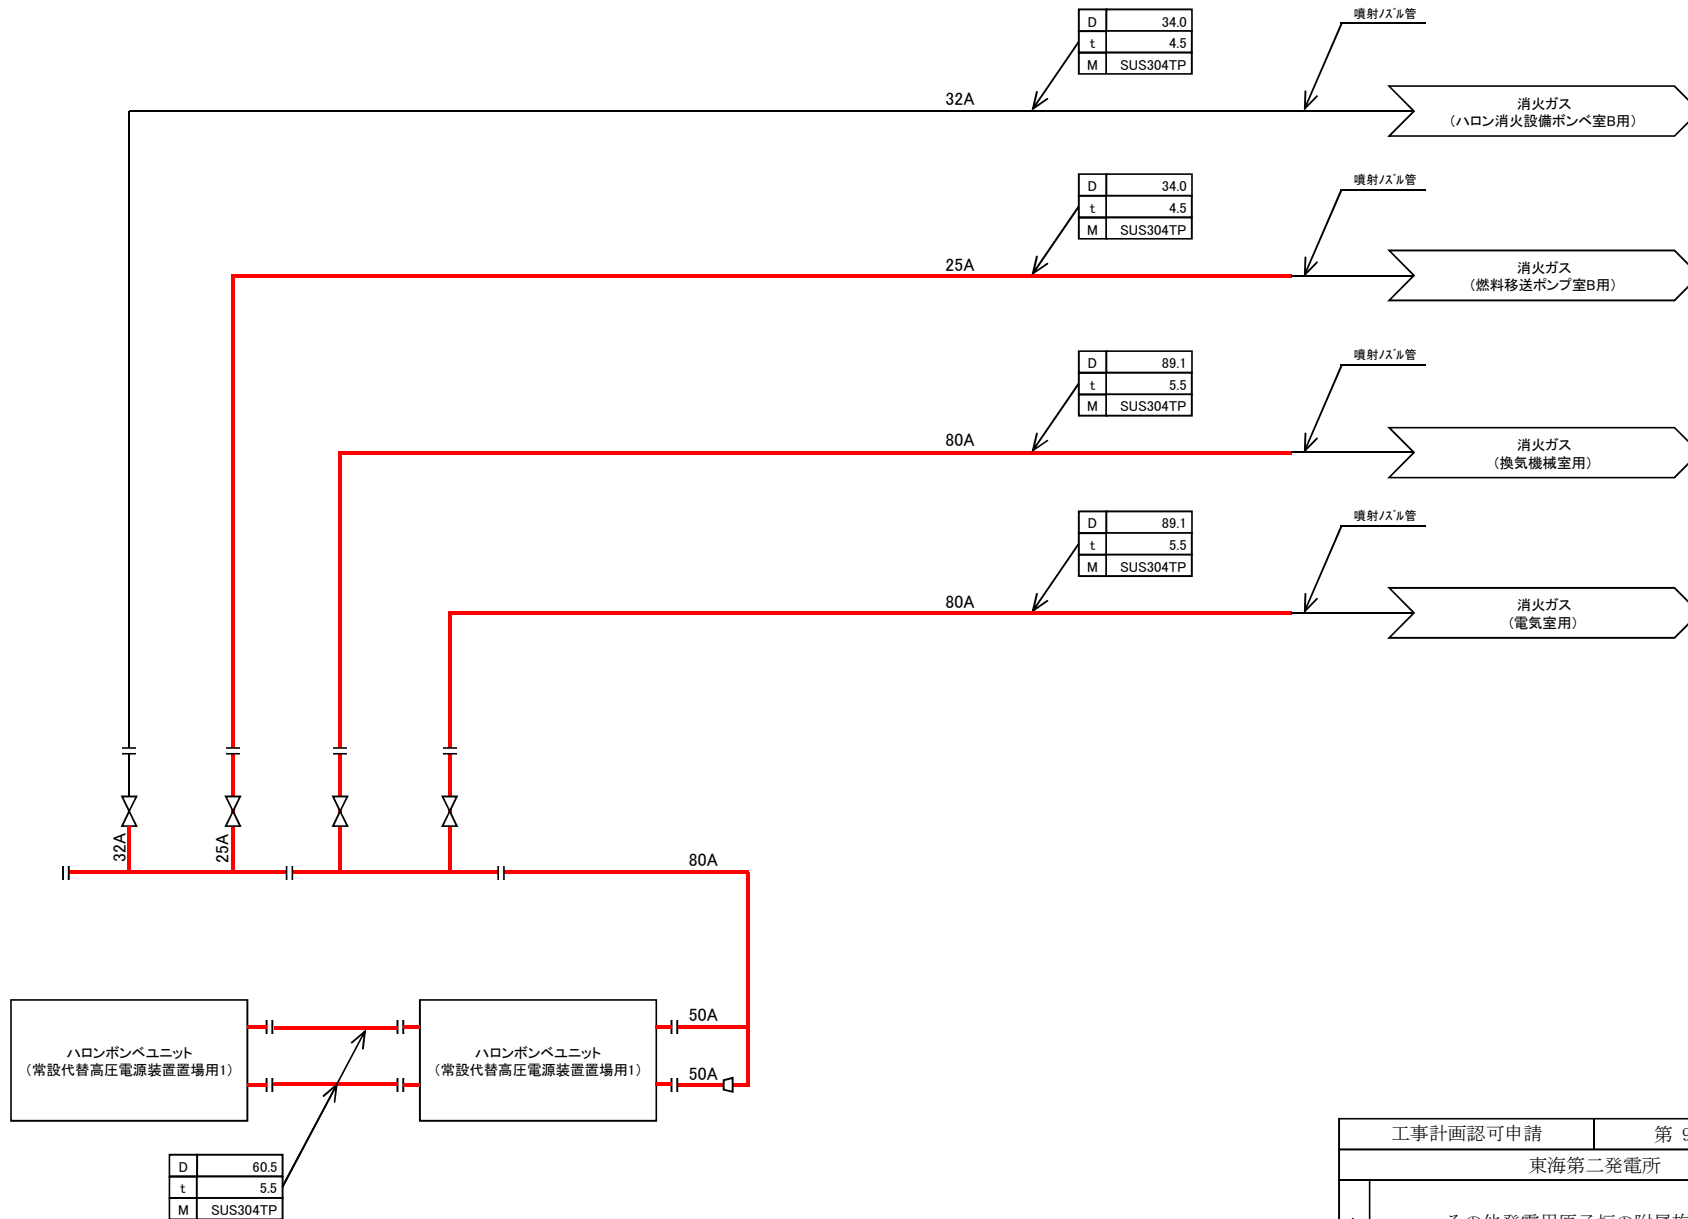 D 34.0
t 4.5
M SUS304TP
噴射ノズル管
32A
消火ガス
(ハロン消火設備ボンベ室B用)
D 34.0
t 4.5
M SUS304TP
噴射ノズル管
25A
消火ガス
(燃料移送ポンプ室B用)
D 89.1
t 5.5
M SUS304TP
噴射ノズル管
80A
消火ガス
(換気機械室用)
D 89.1
t 5.5
M SUS304TP
噴射ノズル管
80A
消火ガス
(電気室用)
32A
25A
80A
ハロンボンベユニット
(常設代替高圧電源装置置場用1)
ハロンボンベユニット
(常設代替高圧電源装置置場用1)
50A
50A
D 60.5
t 5.5
M SUS304TP
工事計画認可申請 第 9
東海第二発電所